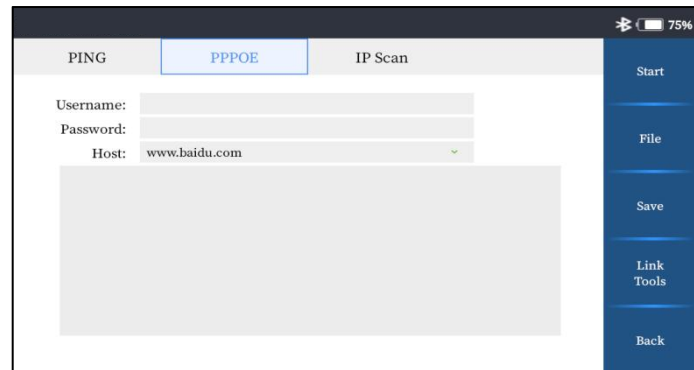 75%
PING PPPOE IP Scan
Username:
Password:
Host: www.baidu.com
Start
File
Save
Link
Tools
Back